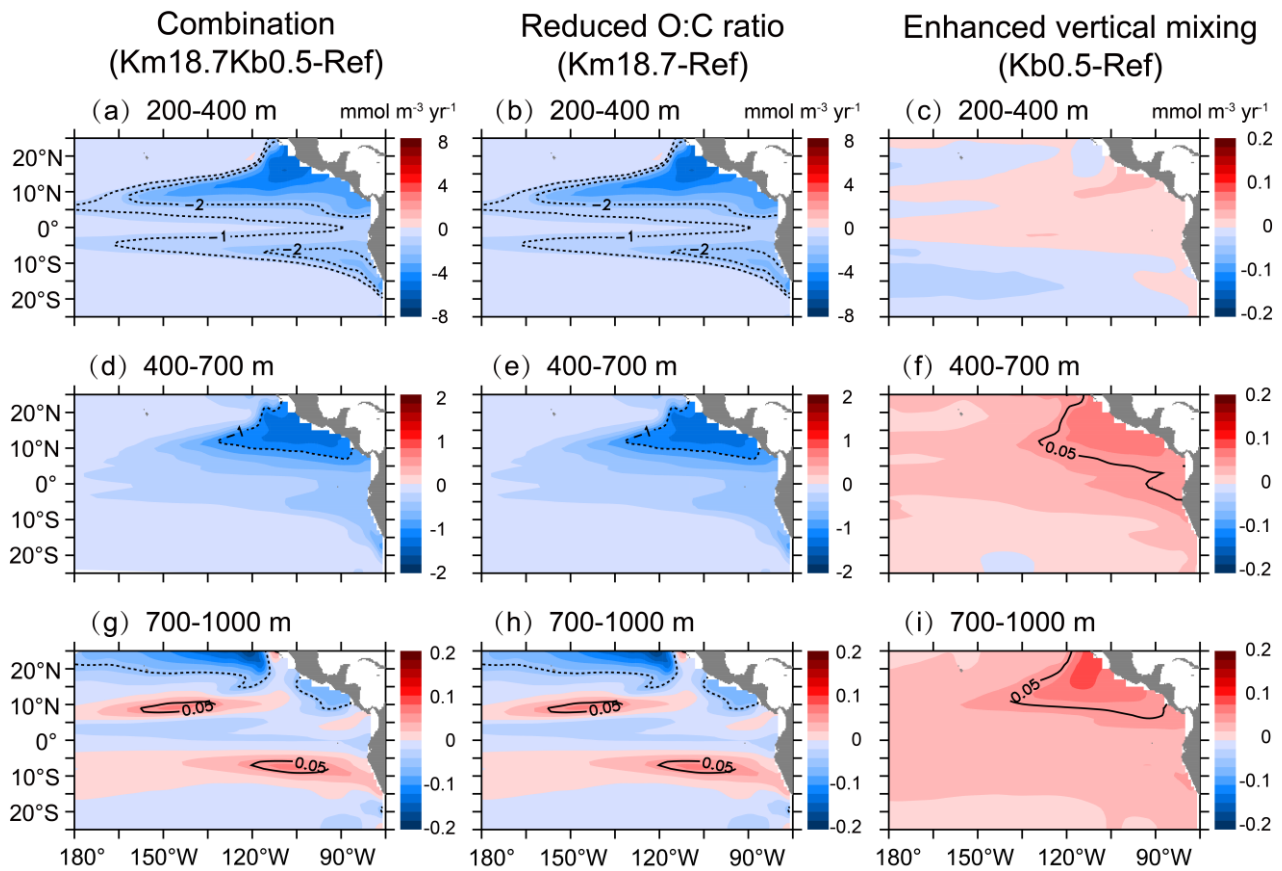 Combination
(Km18.7Kb0.5-Ref)
Reduced O:C ratio
(Km18.7-Ref)
Enhanced vertical mixing
(Kb0.5-Ref)
(a) 200-400 m mmol m⁻³ yr⁻¹
(b) 200-400 m mmol m⁻³ yr⁻¹
(c) 200-400 m mmol m⁻³ yr⁻¹
20°N
10°N
0°
10°S
20°S
-2
-1
-2
8
4
0
-4
-8
-2
-1
-2
8
4
0
-4
-8
0.2
0.1
0
-0.1
-0.2
(d) 400-700 m
(e) 400-700 m
(f) 400-700 m
20°N
10°N
0°
10°S
20°S
-1
2
1
0
-1
-2
-1
2
1
0
-1
-2
0.05
0.2
0.1
0
-0.1
-0.2
(g) 700-1000 m
(h) 700-1000 m
(i) 700-1000 m
20°N
10°N
0°
10°S
20°S
0.05
0.05
0.2
0.1
0
-0.1
-0.2
0.05
0.05
0.2
0.1
0
-0.1
-0.2
0.05
0.2
0.1
0
-0.1
-0.2
180° 150°W 120°W 90°W
180° 150°W 120°W 90°W
180° 150°W 120°W 90°W